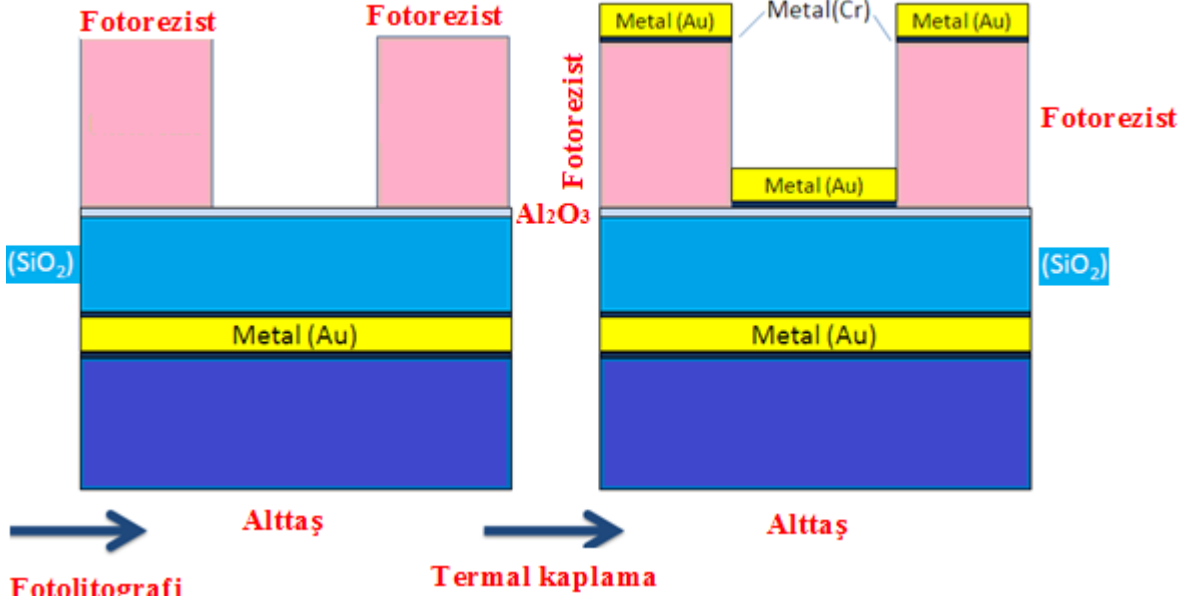 Fotorezist
Fotorezist
Metal (Au)
Metal(Cr)
Metal (Au)
Fotorezist
Fotorezist
Metal (Au)
Al₂O₃
(SiO₂)
(SiO₂)
Metal (Au)
Metal (Au)
Alttaş
Alttaş
Fotolitografi
Termal kaplama